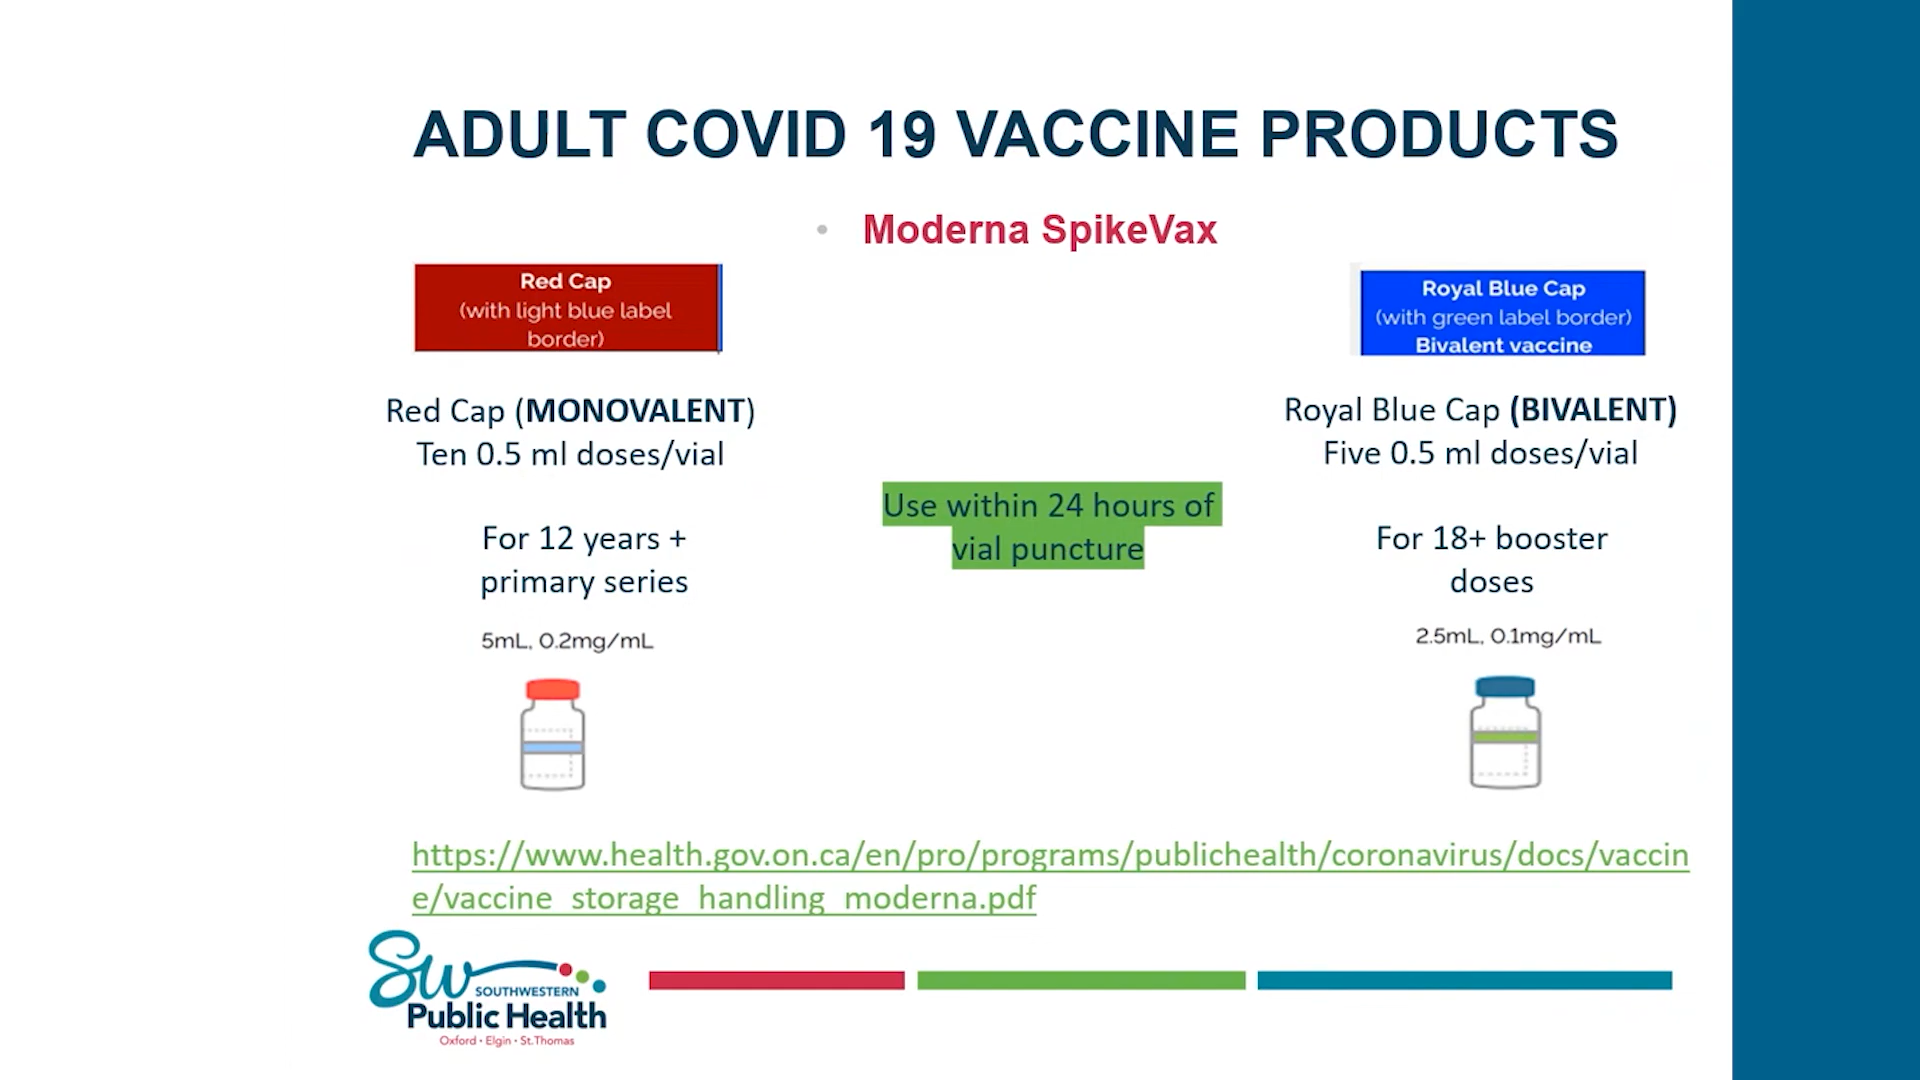 ADULT COVID 19 VACCINE PRODUCTS
• Moderna SpikeVax
Red Cap
(with light blue label
border)
Red Cap (MONOVALENT)
Ten 0.5 ml doses/vial
For 12 years +
primary series
5mL, 0.2mg/mL
Use within 24 hours of
vial puncture
Royal Blue Cap
(with green label border)
Bivalent vaccine
Royal Blue Cap (BIVALENT)
Five 0.5 ml doses/vial
For 18+ booster
doses
2.5mL, 0.1mg/mL
https://www.health.gov.on.ca/en/pro/programs/publichealth/coronavirus/docs/vaccin
e/vaccine_storage_handling_moderna.pdf
SW
SOUTHWESTERN
Public Health
Oxford • Elgin • St.Thomas